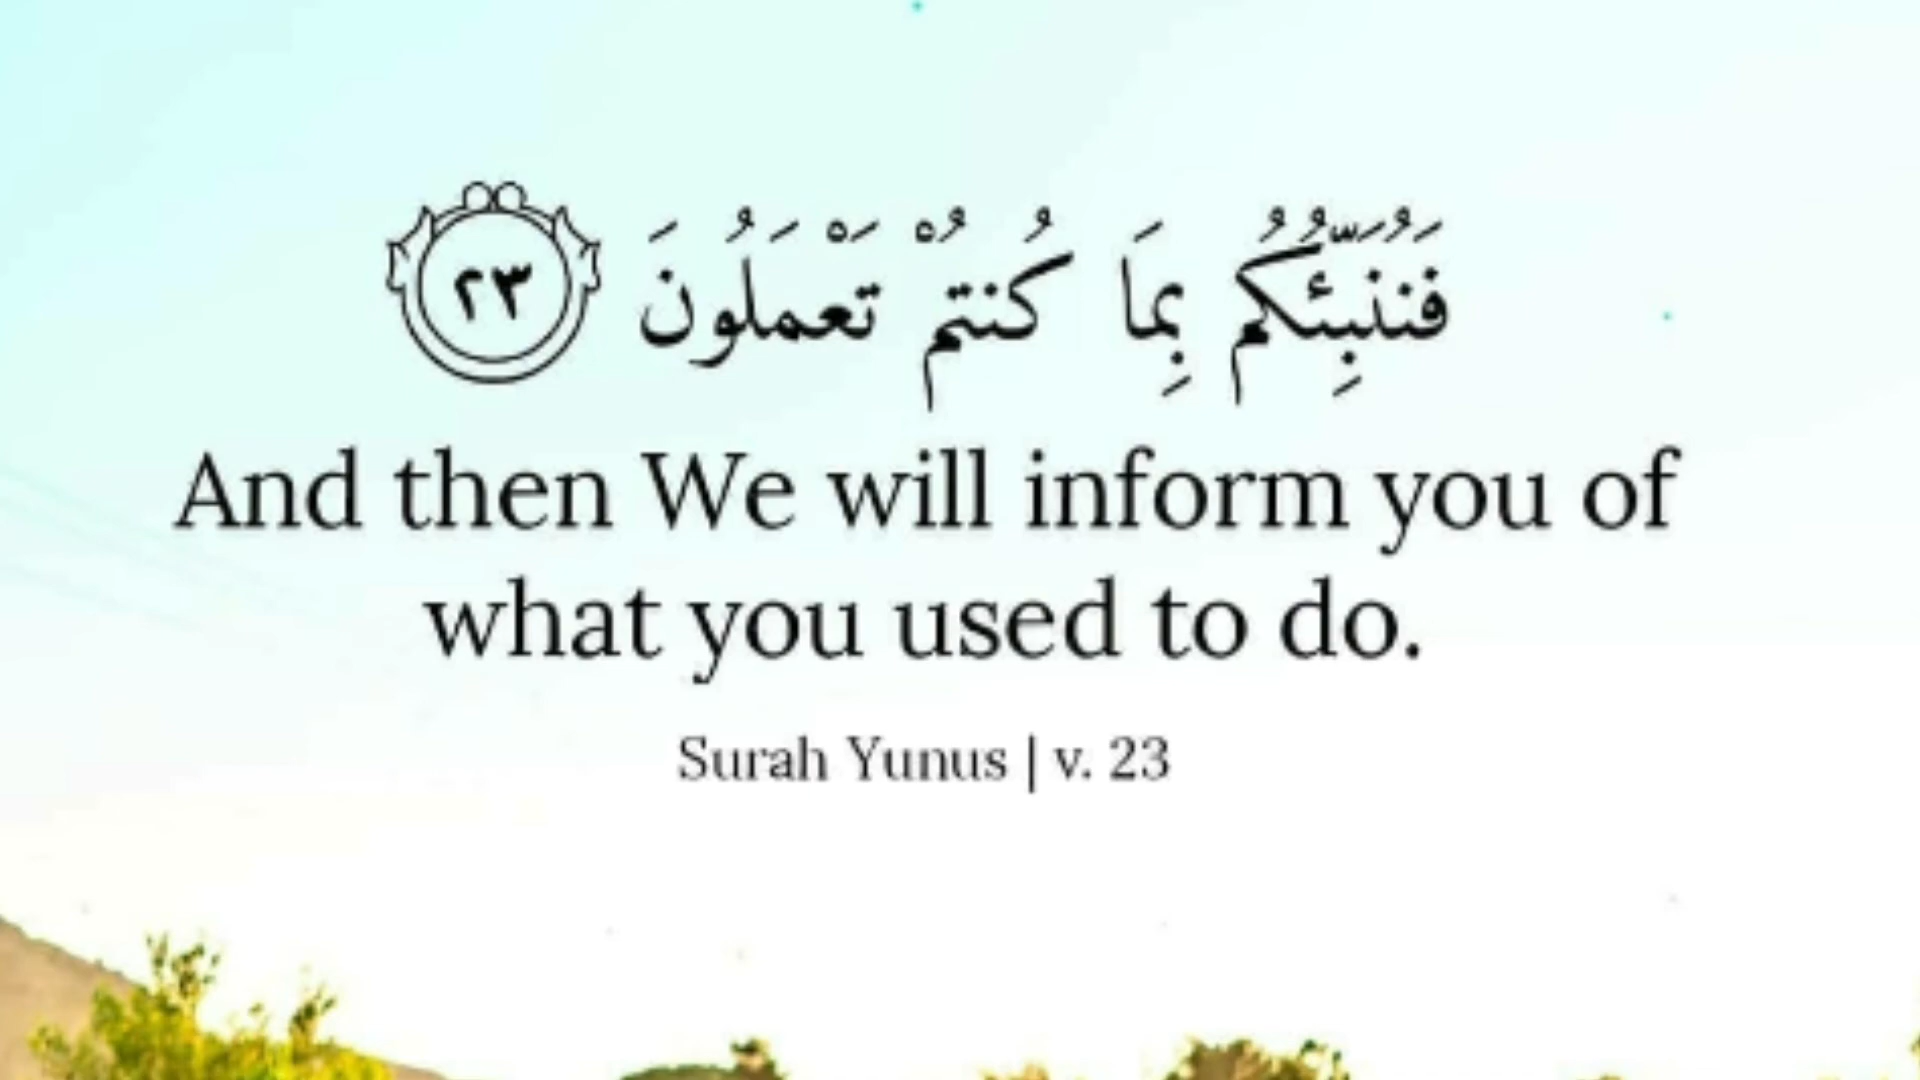 فَنُنَبِّئُكُم بِمَا كُنتُمْ تَعْمَلُونَ ٢٣
And then We will inform you of
what you used to do.
Surah Yunus | v. 23